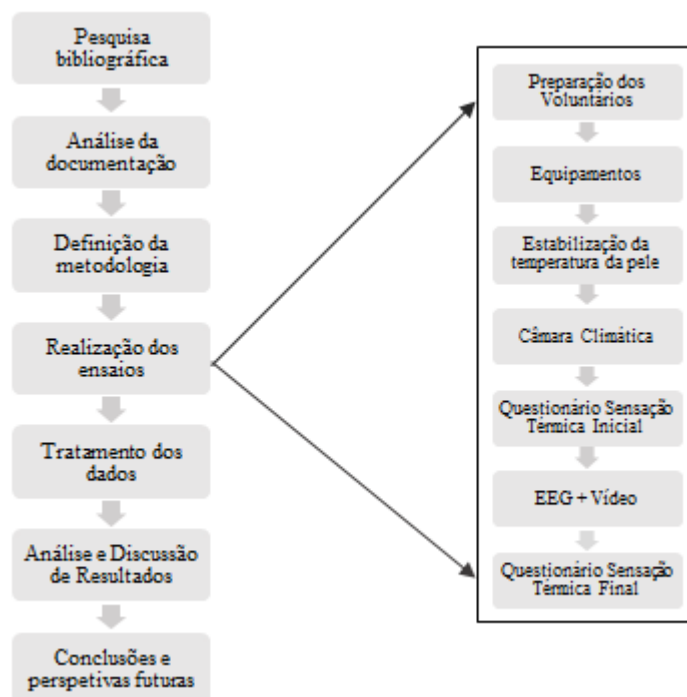 Pesquisa
bibliográfica
Análise da
documentação
Definição da
metodologia
Realização dos
ensaios
Tratamento dos
dados
Análise e Discussão
de Resultados
Conclusões e
perspetivas futuras
Preparação dos
Voluntários
Equipamentos
Estabilização da
temperatura da pele
Câmara Climática
Questionário Sensação
Térmica Inicial
EEG + Vídeo
Questionário Sensação
Térmica Final